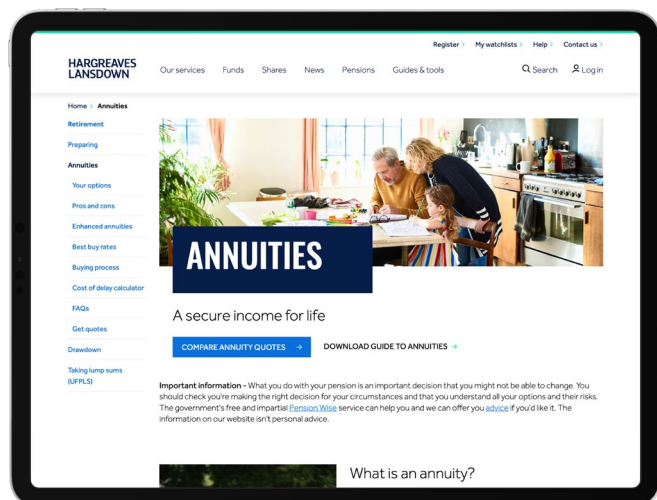 Register > My watchlists > Help > Contact us >
HARGREAVES
LANSDOWN
Our services Funds Shares News Pensions Guides & tools Search Log in
Home > Annuities
Retirement
Preparing
Annuities
Your options
Pros and cons
Enhanced annuities
Best buy rates
Buying process
Cost of delay calculator
FAQs
Get quotes
Drawdown
Taking lump sums
(UFPLS)
ANNUITIES
A secure income for life
COMPARE ANNUITY QUOTES → DOWNLOAD GUIDE TO ANNUITIES →
Important information - What you do with your pension is an important decision that you might not be able to change. You
should check you're making the right decision for your circumstances and that you understand all your options and their risks.
The government's free and impartial Pension Wise service can help you and we can offer you advice if you'd like it. The
information on our website isn't personal advice.
What is an annuity?